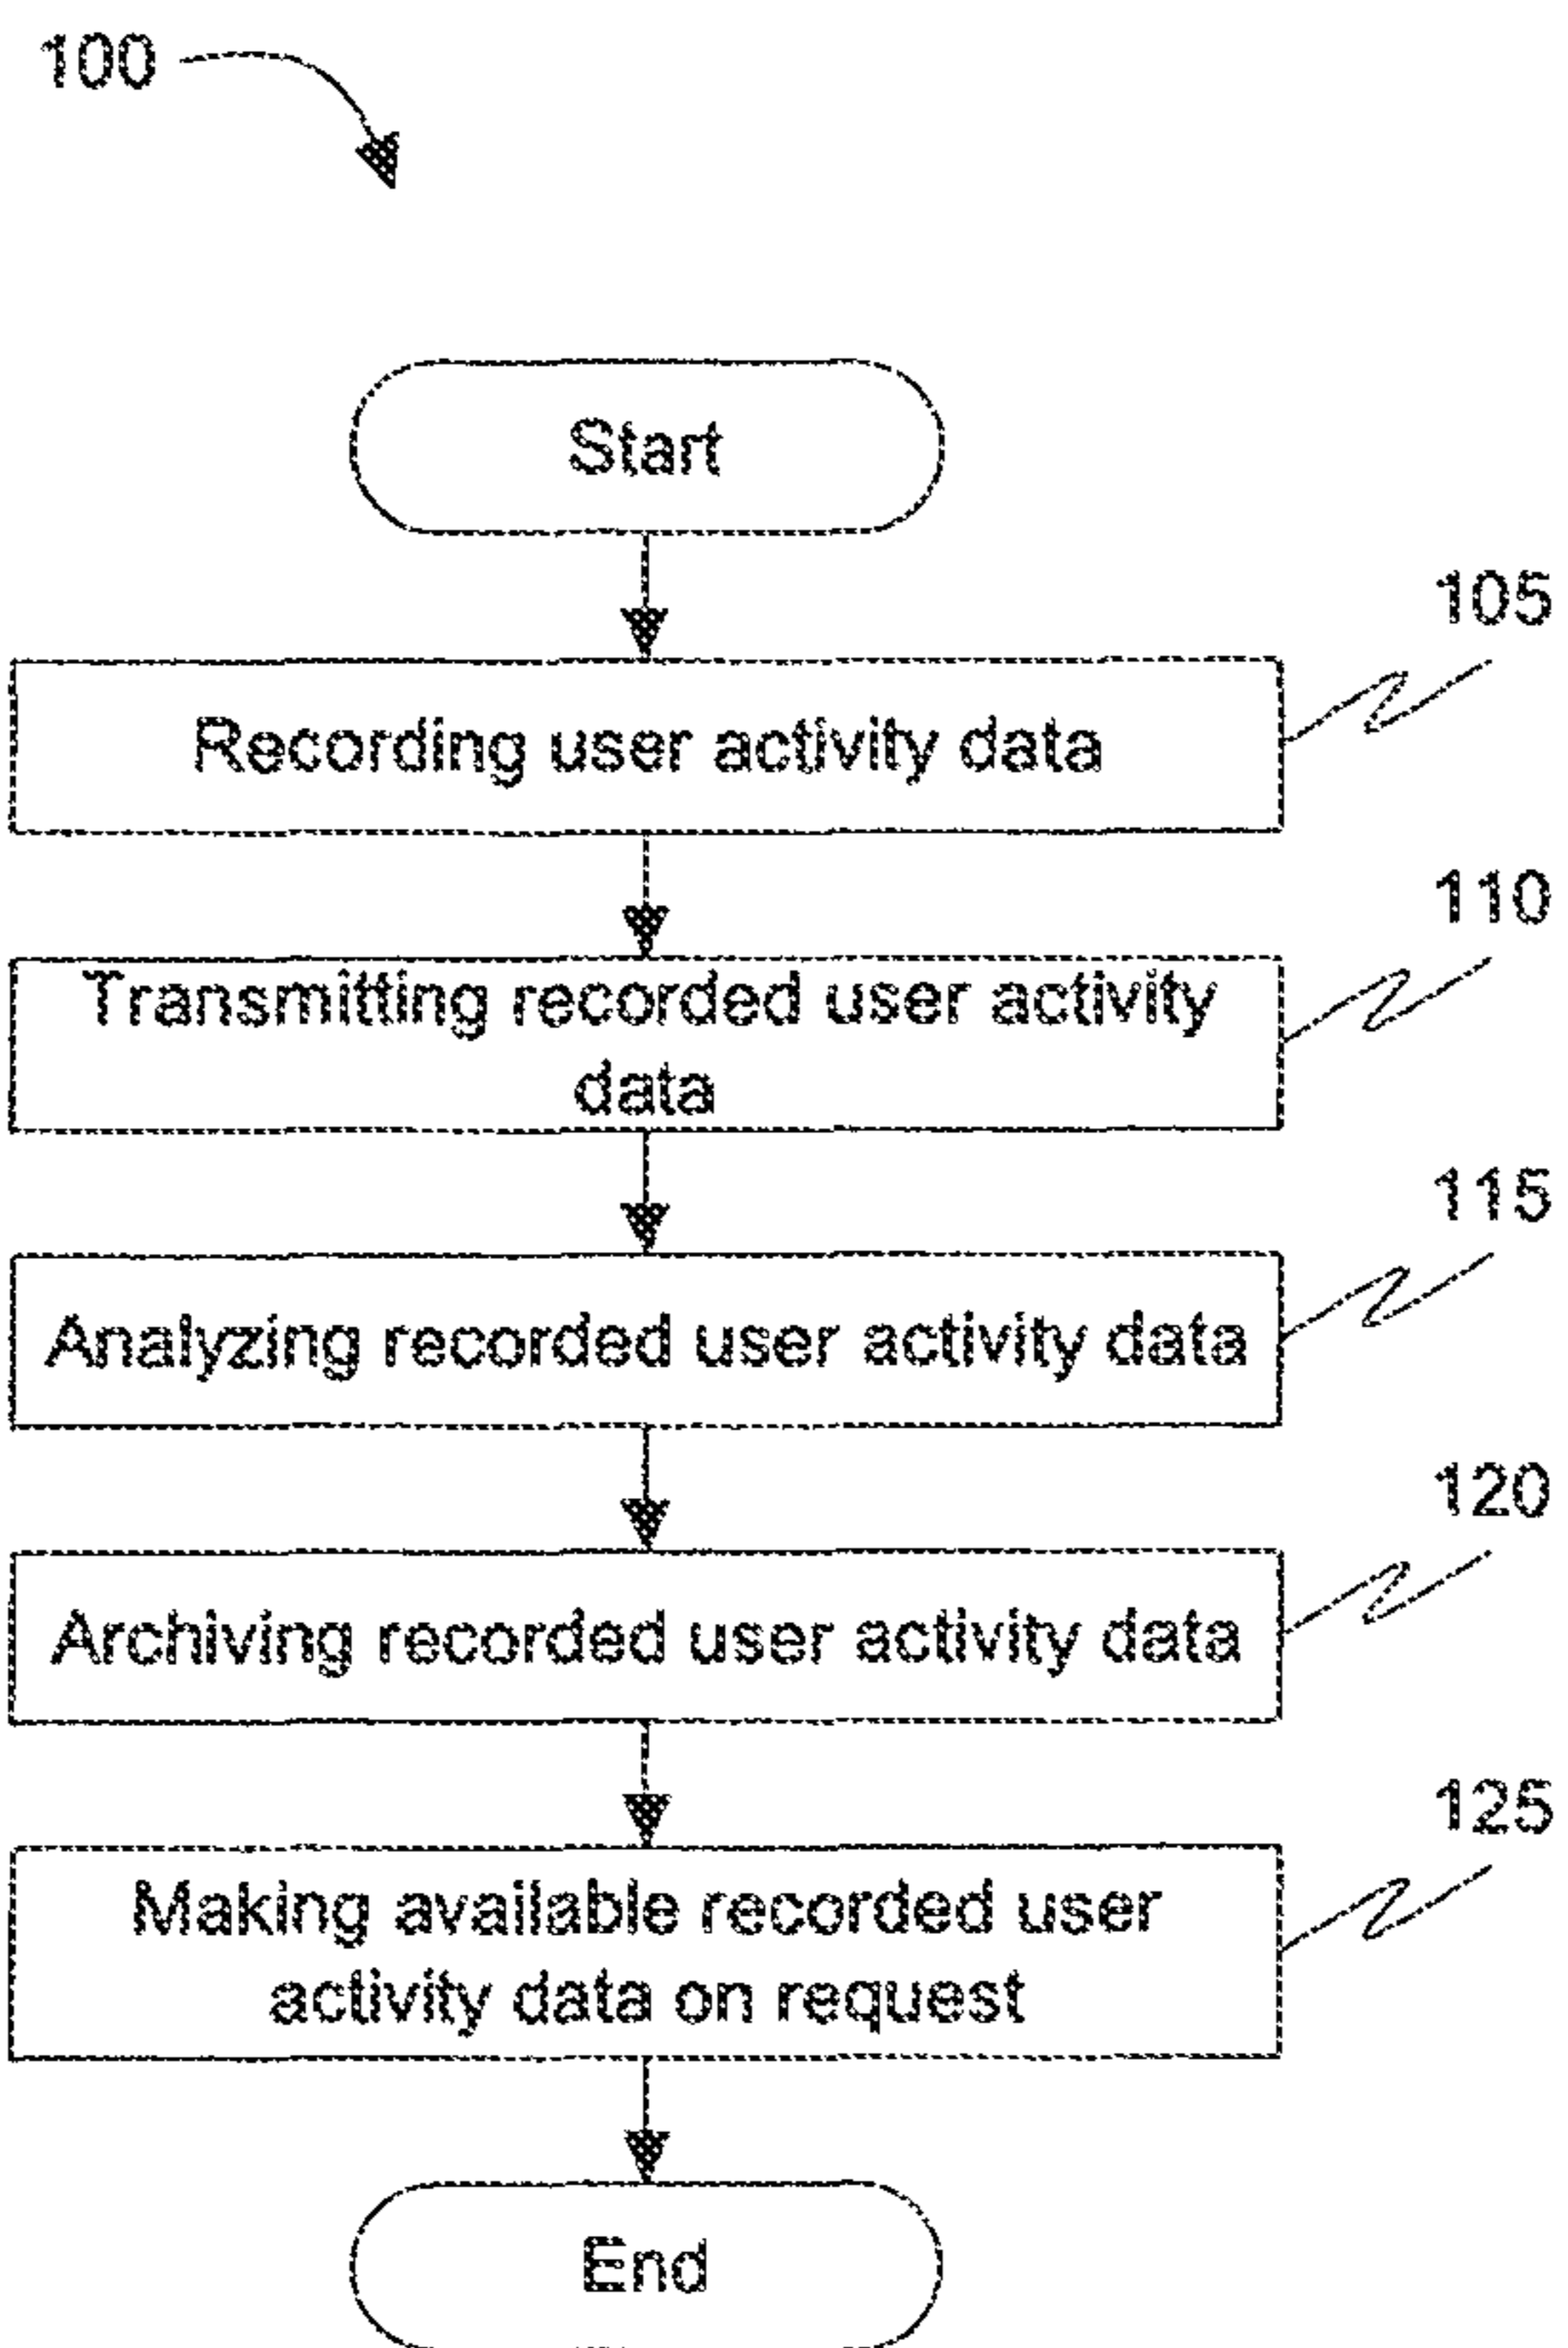 100
Start
105
Recording user activity data
110
Transmitting recorded user activity
data
115
Analyzing recorded user activity data
120
Archiving recorded user activity data
125
Making available recorded user
activity data on request
End